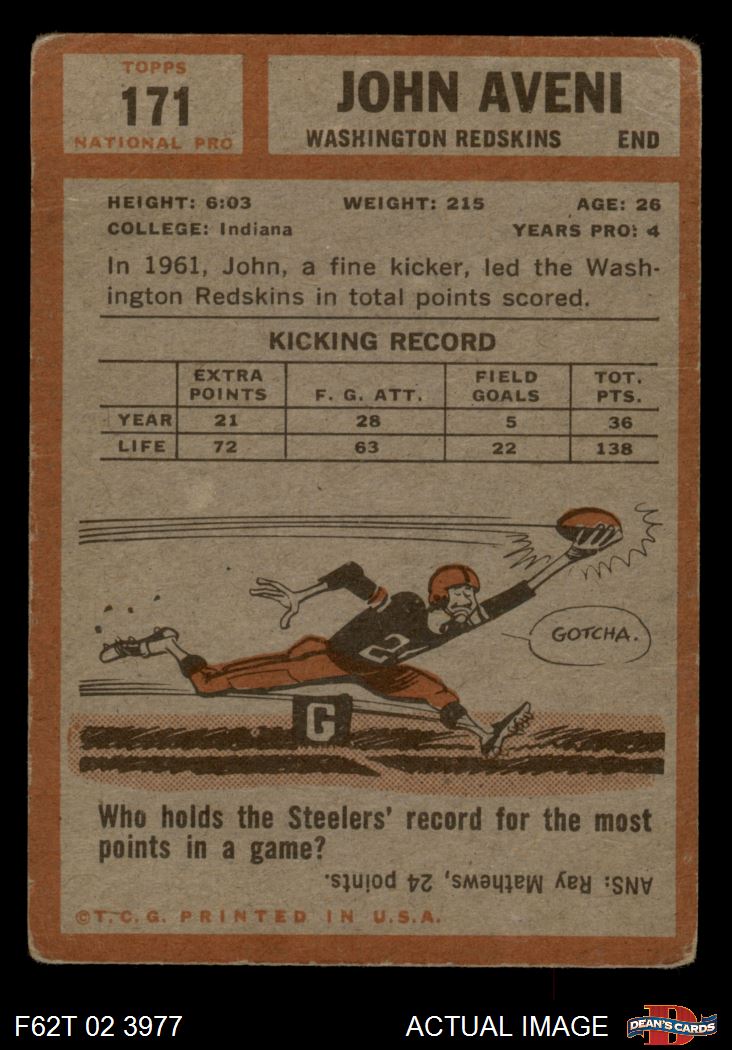 TOPPS
171
NATIONAL PRO
JOHN AVENI
WASHINGTON REDSKINS END
HEIGHT: 6:03 WEIGHT: 215 AGE: 26
COLLEGE: Indiana YEARS PRO: 4
In 1961, John, a fine kicker, led the Wash-
ington Redskins in total points scored.
KICKING RECORD
EXTRA POINTS F. G. ATT. FIELD GOALS TOT. PTS.
YEAR 21 28 5 36
LIFE 72 63 22 138
2
GOTCHA.
G
Who holds the Steelers' record for the most
points in a game?
ANS: Ray Mathews, 24 points.
©T.C.G. PRINTED IN U.S.A.
F62T 02 3977 ACTUAL IMAGE
D
DEAN'S CARDS